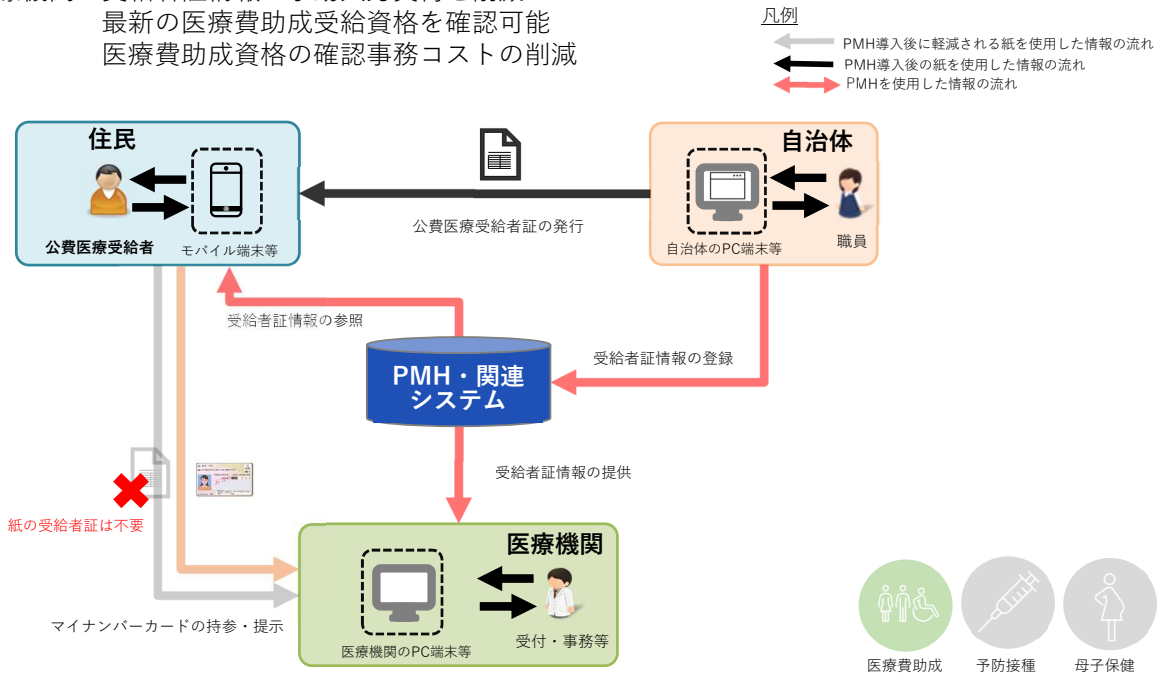 最新の医療費助成受給資格を確認可能
医療費助成資格の確認事務コストの削減
凡例
PMH導入後に軽減される紙を使用した情報の流れ
PMH導入後の紙を使用した情報の流れ
PMHを使用した情報の流れ
住民
自治体
公費医療受給者
モバイル端末等
公費医療受給者証の発行
自治体のPC端末等
職員
受給者証情報の参照
受給者証情報の登録
PMH・関連
システム
受給者証情報の提供
紙の受給者証は不要
医療機関
マイナンバーカードの持参・提示
医療機関のPC端末等
受付・事務等
医療費助成
予防接種
母子保健